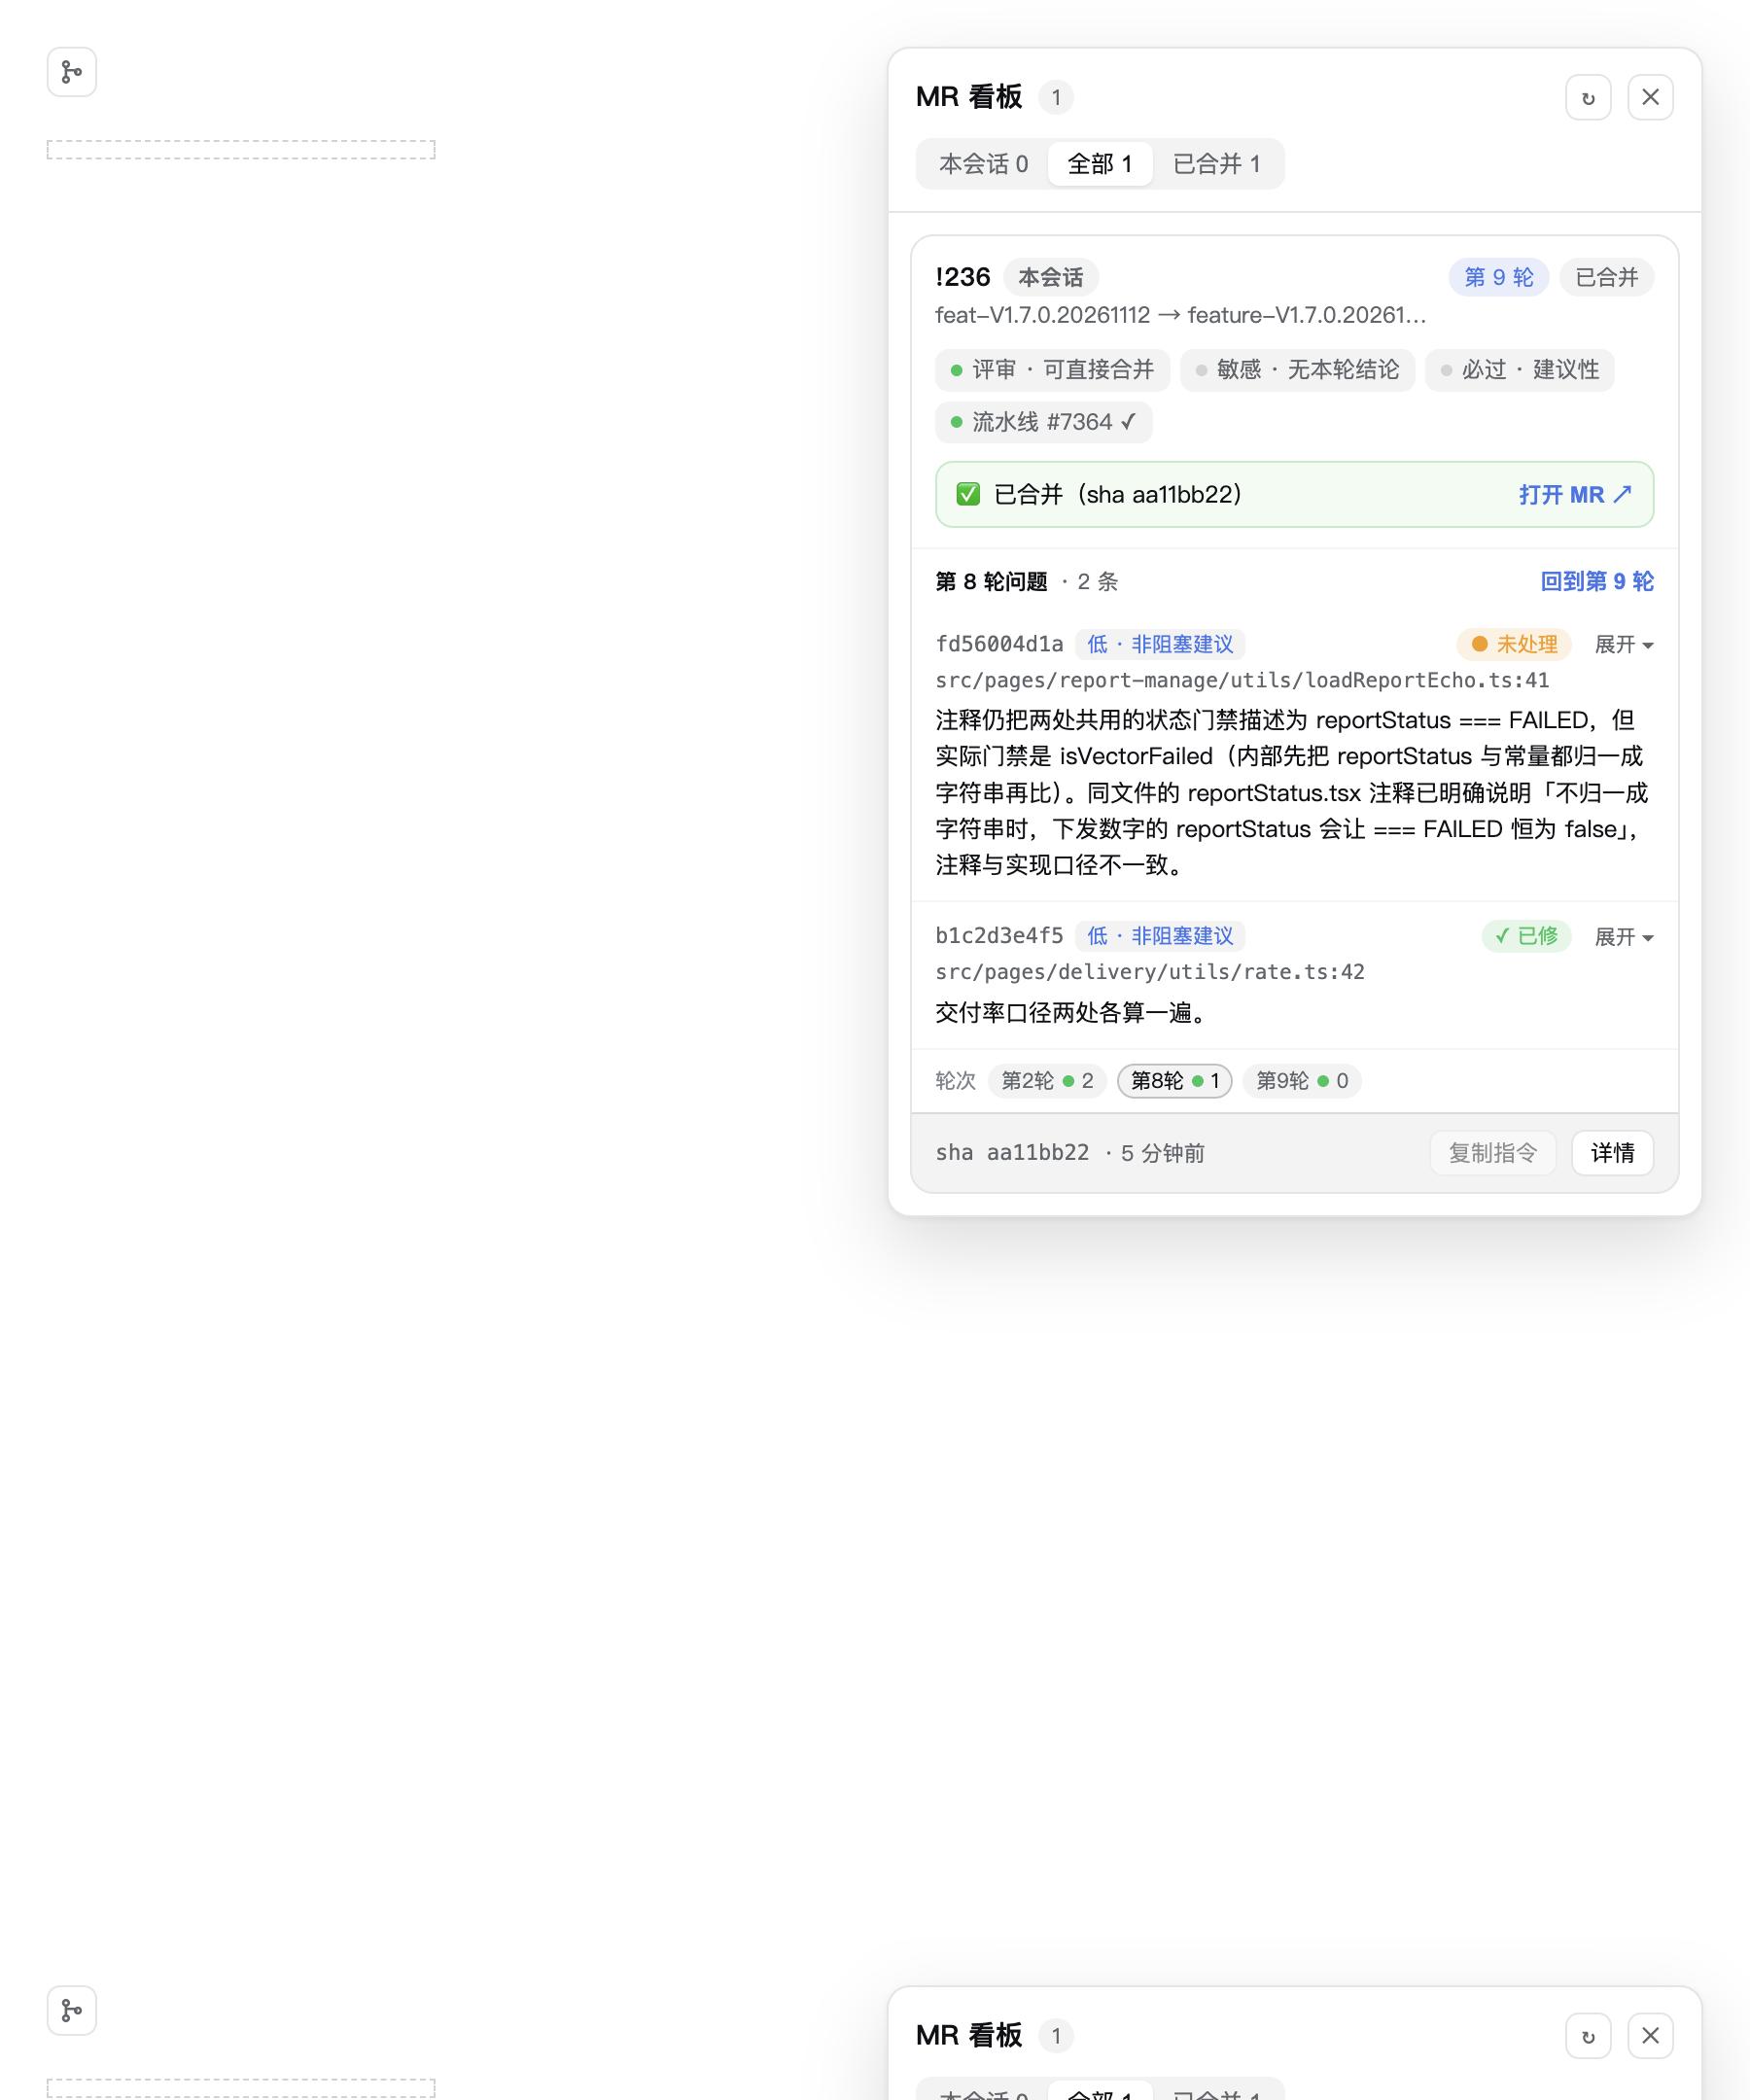 MR 看板 1
↻ ×
本会话 0 全部 1 已合并 1
!236 本会话 第 9 轮 已合并
feat-V1.7.0.20261112 → feature-V1.7.0.20261...
评审 · 可直接合并 敏感 · 无本轮结论 必过 · 建议性
流水线 #7364 ✓
✅ 已合并（sha aa11bb22） 打开 MR ↗
第 8 轮问题 · 2 条 回到第 9 轮
fd56004d1a 低 · 非阻塞建议 未处理 展开
src/pages/report-manage/utils/loadReportEcho.ts:41
注释仍把两处共用的状态门禁描述为 reportStatus === FAILED，但
实际门禁是 isVectorFailed（内部先把 reportStatus 与常量都归一成
字符串再比）。同文件的 reportStatus.tsx 注释已明确说明「不归一成
字符串时，下发数字的 reportStatus 会让 === FAILED 恒为 false」，
注释与实现口径不一致。
b1c2d3e4f5 低 · 非阻塞建议 ✓ 已修 展开
src/pages/delivery/utils/rate.ts:42
交付率口径两处各算一遍。
轮次 第2轮 2 第8轮 1 第9轮 0
sha aa11bb22 · 5 分钟前 复制指令 详情
MR 看板 1
↻ ×
本会话 0 全部 1 已合并 1